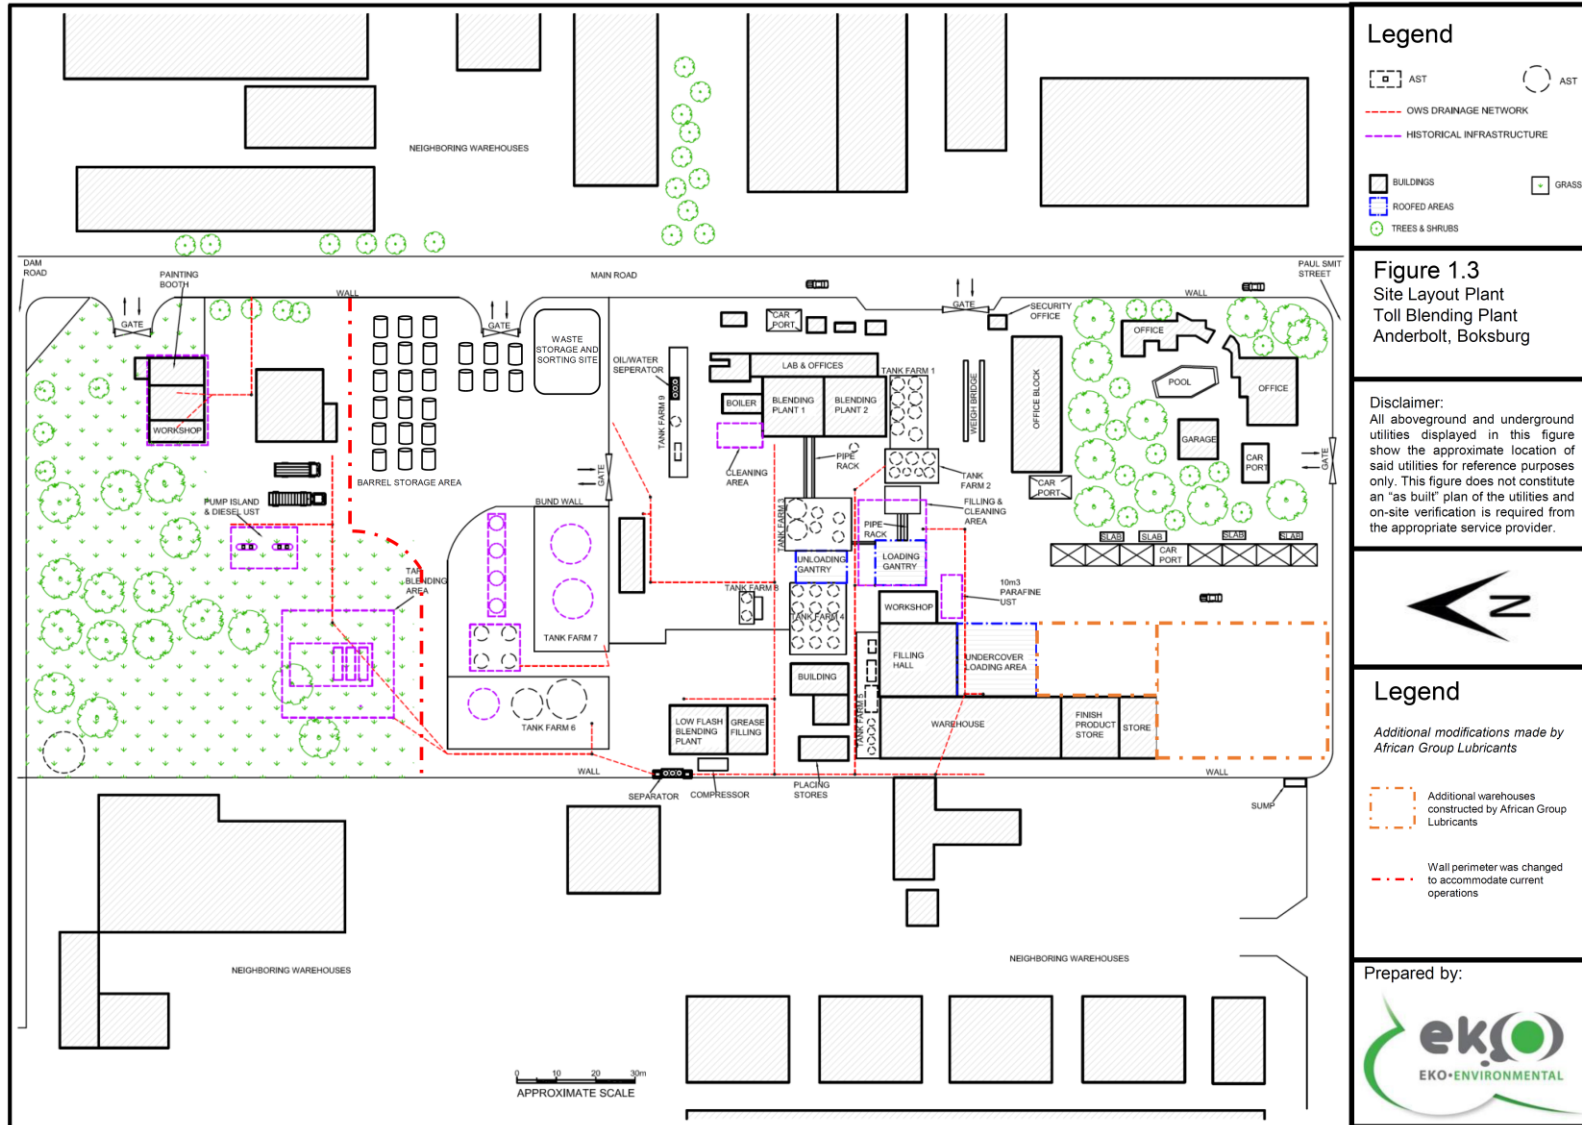 NEIGHBORING WAREHOUSES
DAM
ROAD
PAINTING
BOOTH
WALL
MAIN ROAD
PAUL SMIT
STREET
WALL
GATE
GATE
GATE
SECURITY
OFFICE
CAR
PORT
WASTE
STORAGE AND
SORTING SITE
OIL/WATER
SEPERATOR
LAB & OFFICES
TANK FARM 1
OFFICE
POOL
OFFICE
BOILER
BLENDING
PLANT 1
BLENDING
PLANT 2
WEIGH BRIDGE
OFFICE BLOCK
TANK FARM 9
WORKSHOP
GARAGE
CAR
PORT
GATE
PIPE
RACK
CLEANING
AREA
TANK
FARM 2
CAR
PORT
GATE
BARREL STORAGE AREA
PUMP ISLAND
& DIESEL UST
BUND WALL
TANK FARM 3
PIPE
RACK
FILLING &
CLEANING
AREA
SLAB
SLAB
SLAB
SLAB
CAR
PORT
UNLOADING
GANTRY
LOADING
GANTRY
TAR
BLENDING
AREA
TANK FARM 8
10m3
PARAFINE
UST
TANK FARM 4
WORKSHOP
TANK FARM 7
FILLING
HALL
UNDERCOVER
LOADING AREA
BUILDING
TANK FARM 5
TANK FARM 6
LOW FLASH
BLENDING
PLANT
GREASE
FILLING
WAREHOUSE
FINISH
PRODUCT
STORE
STORE
WALL
SEPARATOR
COMPRESSOR
PLACING
STORES
WALL
SUMP
NEIGHBORING WAREHOUSES
NEIGHBORING WAREHOUSES
0 10 20 30m
APPROXIMATE SCALE
Legend
AST
AST
OWS DRAINAGE NETWORK
HISTORICAL INFRASTRUCTURE
BUILDINGS
GRASS
ROOFED AREAS
TREES & SHRUBS
Figure 1.3
Site Layout Plant
Toll Blending Plant
Anderbolt, Boksburg
Disclaimer:
All aboveground and underground
utilities displayed in this figure
show the approximate location of
said utilities for reference purposes
only. This figure does not constitute
an “as built” plan of the utilities and
on-site verification is required from
the appropriate service provider.
N
Legend
Additional modifications made by
African Group Lubricants
Additional warehouses
constructed by African Group
Lubricants
Wall perimeter was changed
to accommodate current
operations
Prepared by:
eko
EKO•ENVIRONMENTAL